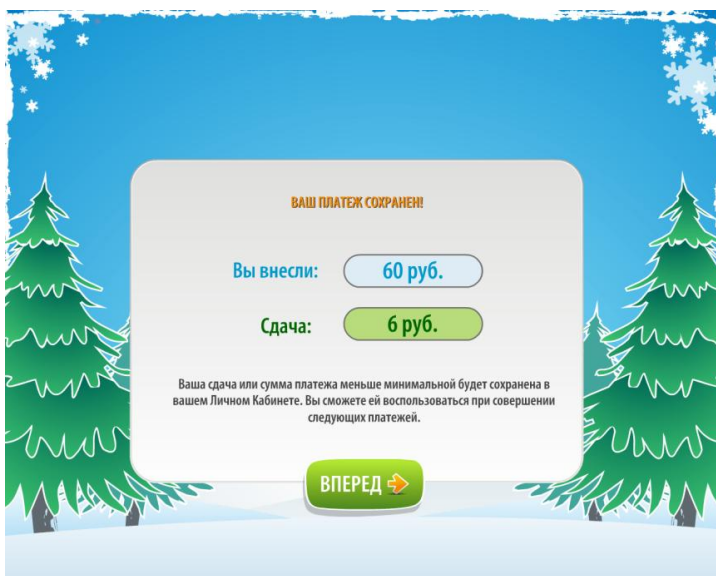 ВАШ ПЛАТЕЖ СОХРАНЕН!
Вы внесли: 60 руб.
Сдача: 6 руб.
Ваша сдача или сумма платежа меньше минимальной будет сохранена в
вашем Личном Кабинете. Вы сможете ей воспользоваться при совершении
следующих платежей.
ВПЕРЕД